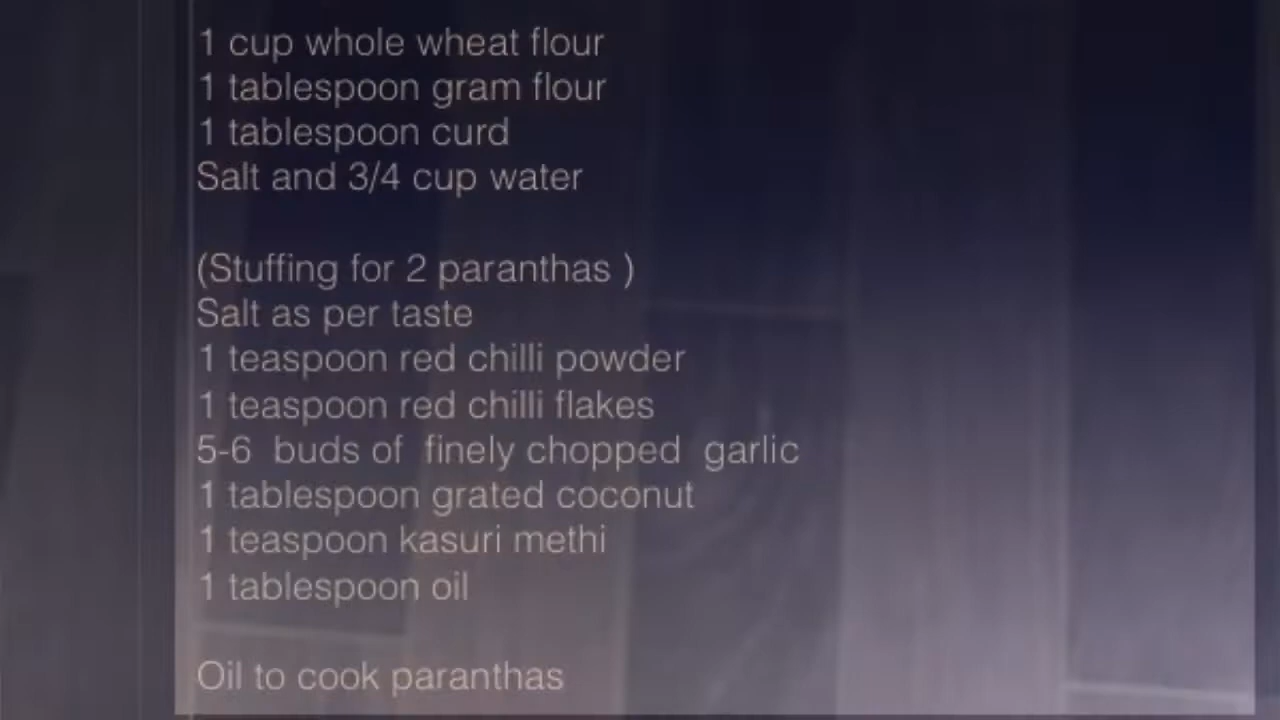 1 cup whole wheat flour
1 tablespoon gram flour
1 tablespoon curd
Salt and 3/4 cup water
(Stuffing for 2 paranthas )
Salt as per taste
1 teaspoon red chilli powder
1 teaspoon red chilli flakes
5-6 buds of finely chopped garlic
1 tablespoon grated coconut
1 teaspoon kasuri methi
1 tablespoon oil
Oil to cook paranthas